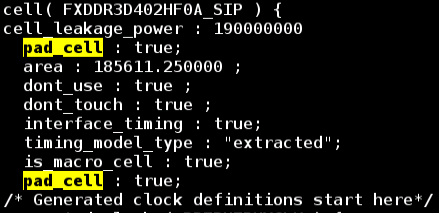 cell( FXDDR3D402HF0A_SIP ) {
cell_leakage_power : 190000000
pad_cell : true;
area : 185611.250000 ;
dont_use : true ;
dont_touch : true ;
interface_timing : true;
timing_model_type : "extracted";
is_macro_cell : true;
pad_cell : true;
/* Generated clock definitions start here*/